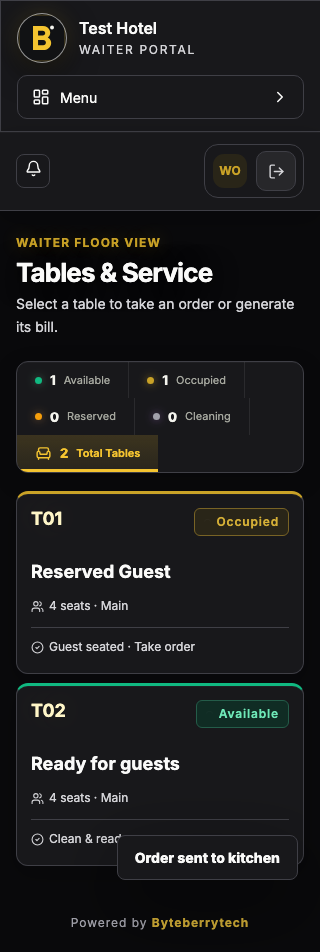 B
Test Hotel
WAITER PORTAL
Menu
WO
WAITER FLOOR VIEW
Tables & Service
Select a table to take an order or generate
its bill.
1 Available
1 Occupied
0 Reserved
0 Cleaning
2 Total Tables
T01
Occupied
Reserved Guest
4 seats · Main
Guest seated · Take order
T02
Available
Ready for guests
4 seats · Main
Clean & read
Order sent to kitchen
Powered by Byteberrytech